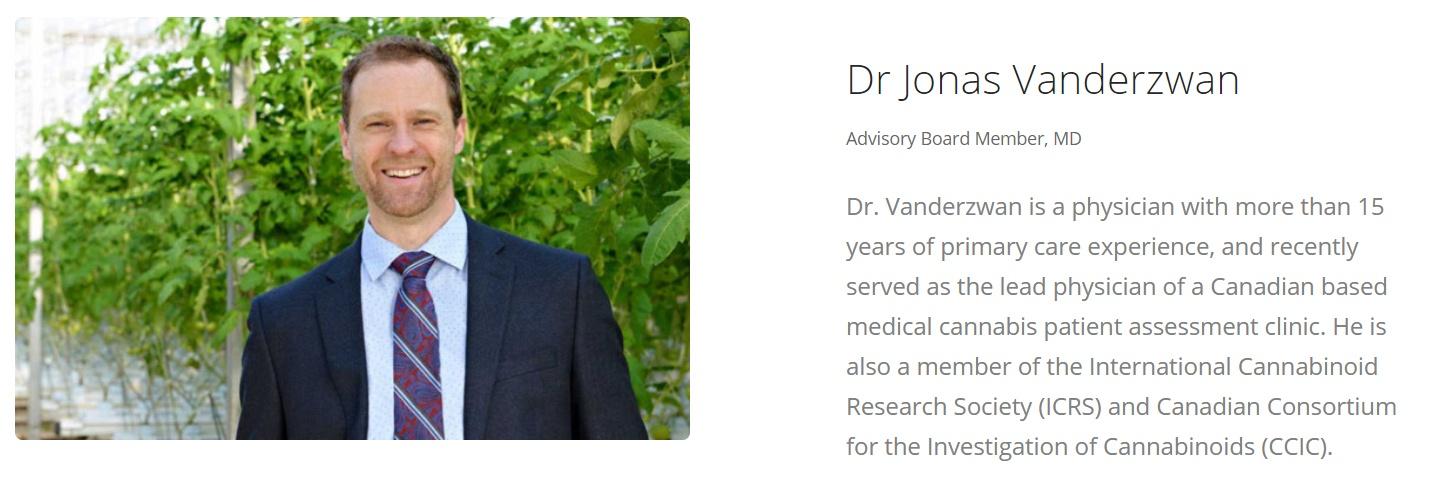 Dr Jonas Vanderzwan
Advisory Board Member, MD
Dr. Vanderzwan is a physician with more than 15
years of primary care experience, and recently
served as the lead physician of a Canadian based
medical cannabis patient assessment clinic. He is
also a member of the International Cannabinoid
Research Society (ICRS) and Canadian Consortium
for the Investigation of Cannabinoids (CCIC).